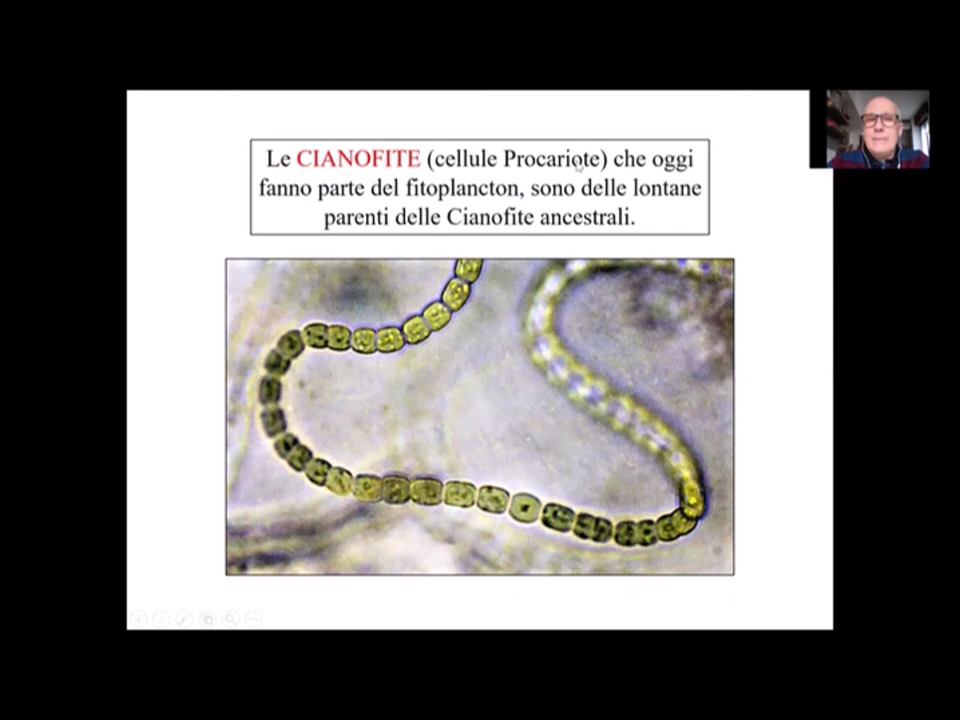 Le CIANOFITE (cellule Procariote) che oggi
fanno parte del fitoplancton, sono delle lontane
parenti delle Cianofite ancestrali.